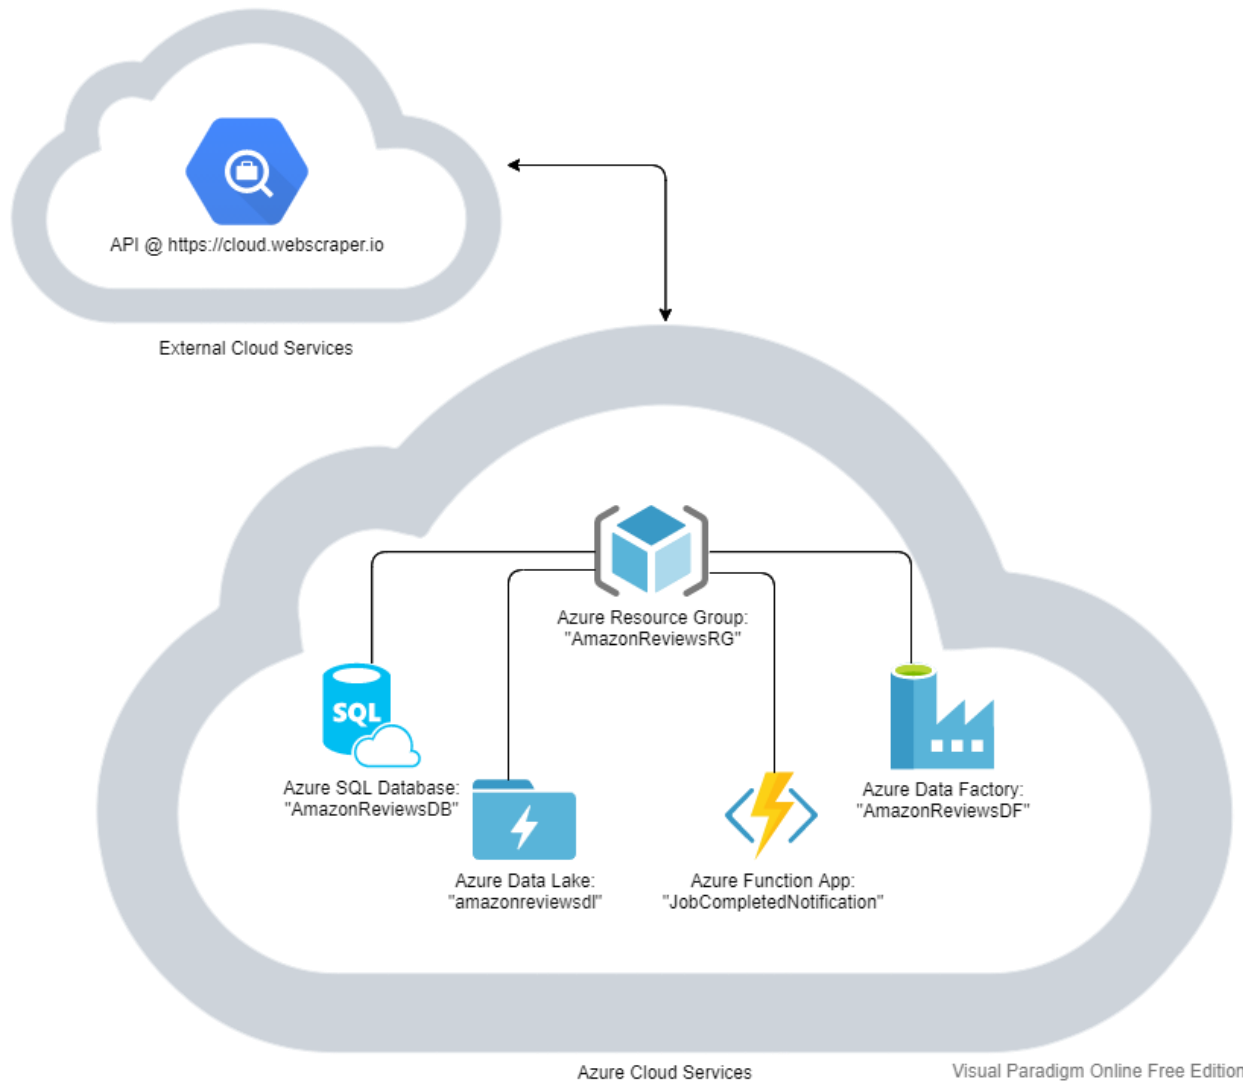 API @ https://cloud.webscraper.io
External Cloud Services
Azure Resource Group:
"AmazonReviewsRG"
SQL
Azure SQL Database:
"AmazonReviewsDB"
Azure Data Factory:
"AmazonReviewsDF"
Azure Data Lake:
"amazonreviewsdl"
Azure Function App:
"JobCompletedNotification"
Azure Cloud Services
Visual Paradigm Online Free Edition